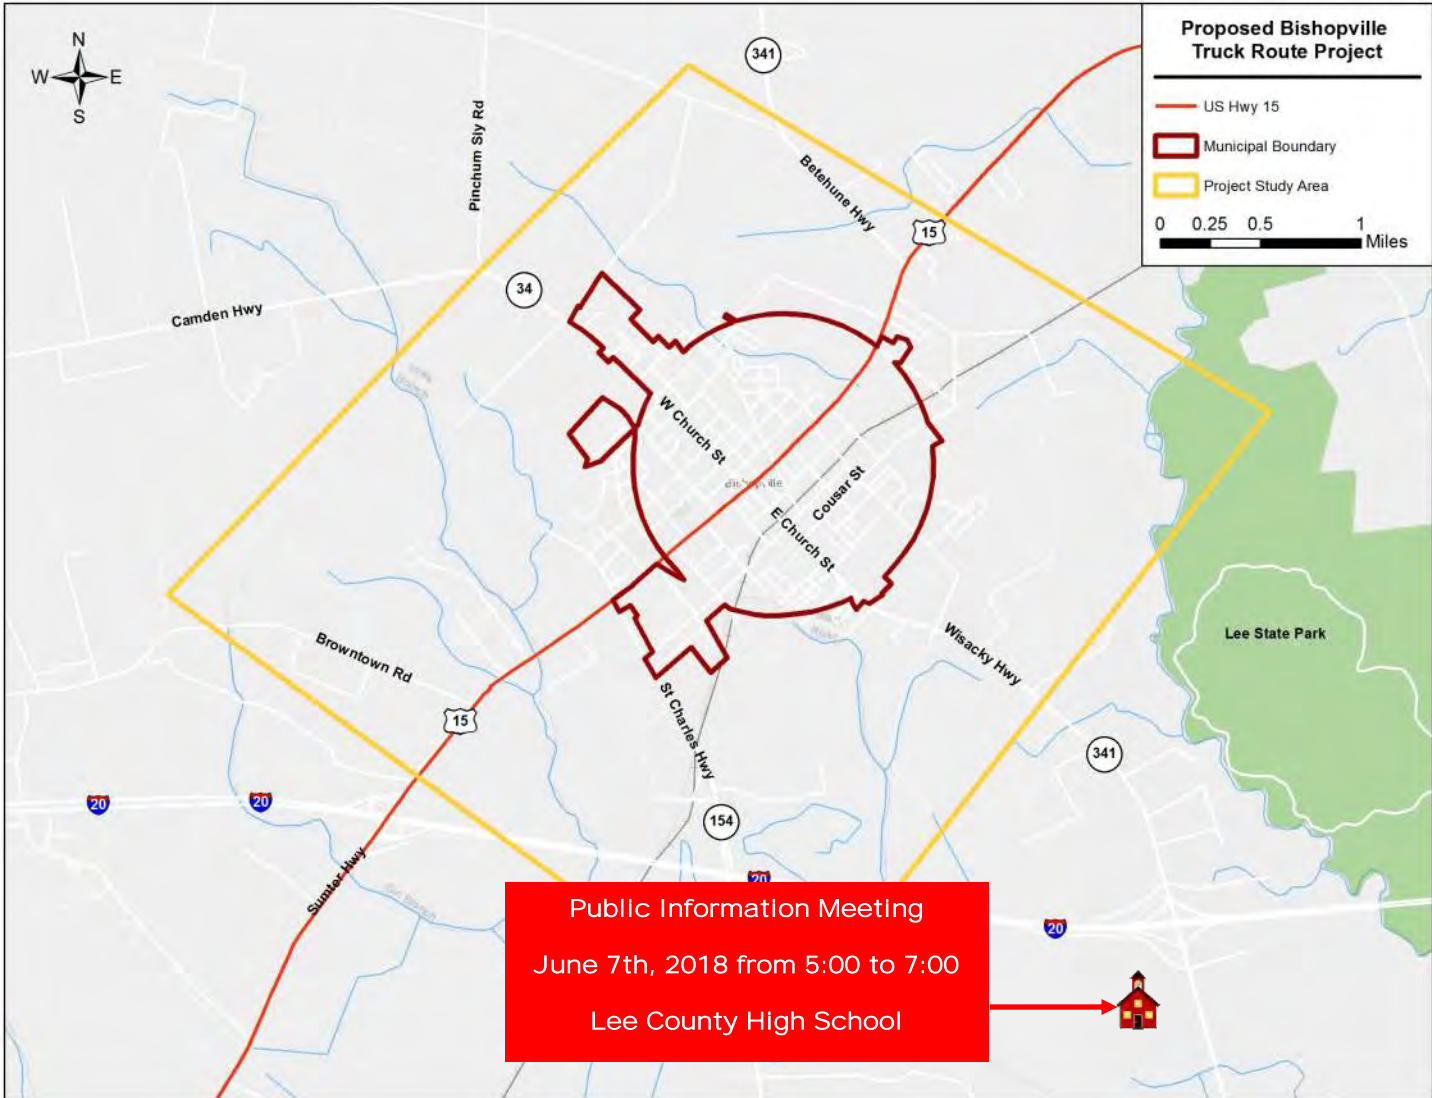 Proposed Bishopville
Truck Route Project
US Hwy 15
Municipal Boundary
Project Study Area
0 0.25 0.5 1
Miles
N
W E
S
341
Pinchum Sly Rd
Betehune Hwy
15
34
Camden Hwy
W Church St
Bishopville
Cousar St
E Church St
Wisacky Hwy
Lee State Park
Browntown Rd
15
St Charles Hwy
341
20
20
154
20
Sumter Hwy
20
Public Information Meeting
June 7th, 2018 from 5:00 to 7:00
Lee County High School